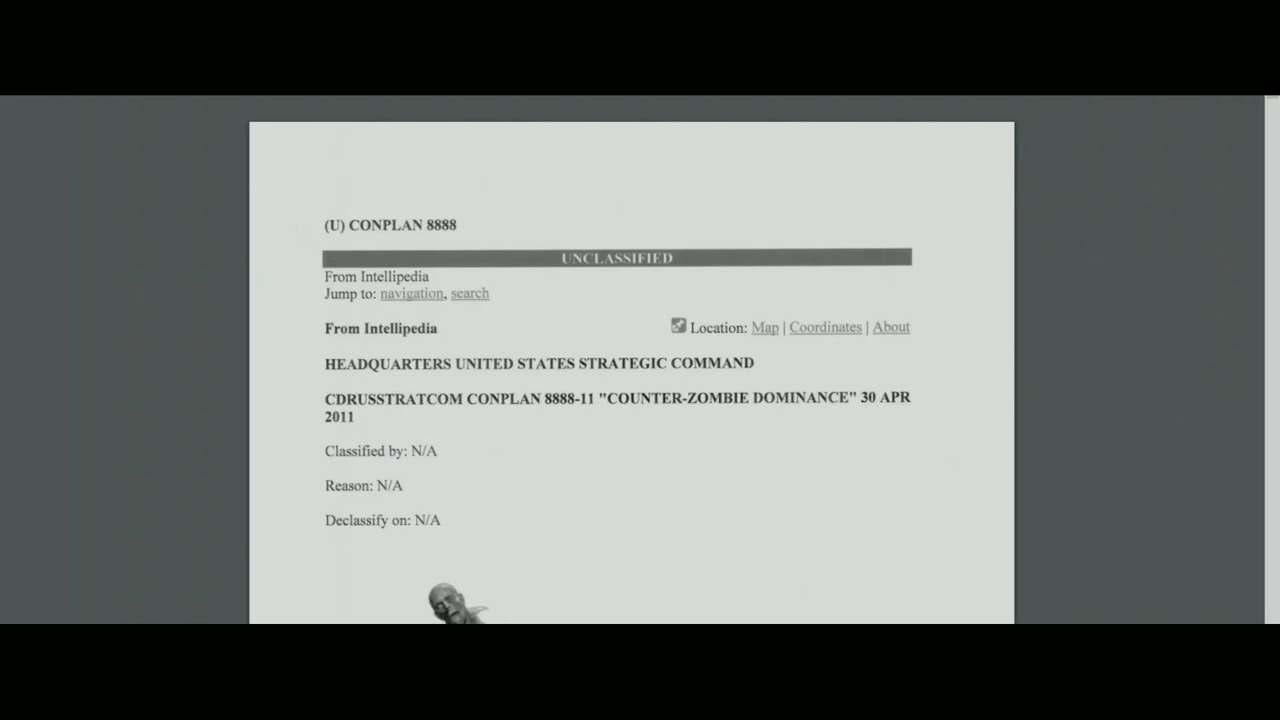 (U) CONPLAN 8888
UNCLASSIFIED
From Intellipedia
Jump to: navigation, search
From Intellipedia
Location: Map | Coordinates | About
HEADQUARTERS UNITED STATES STRATEGIC COMMAND
CDRUSSTRATCOM CONPLAN 8888-11 "COUNTER-ZOMBIE DOMINANCE" 30 APR
2011
Classified by: N/A
Reason: N/A
Declassify on: N/A